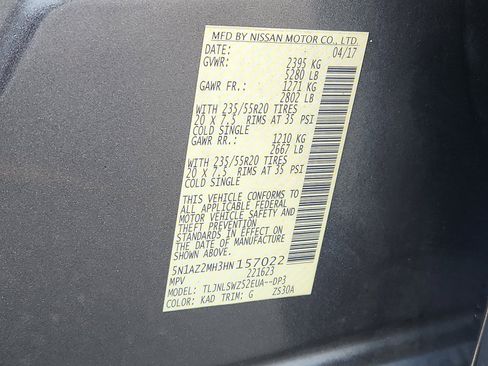 MFD BY NISSAN MOTOR CO., LTD.
DATE: 04/17
GVWR: 2395 KG
5280 LB
GAWR FR.: 1271 KG
2802 LB
WITH 235/55R20 TIRES
20 X 7.5 RIMS AT 35 PSI
COLD SINGLE
GAWR RR.: 1210 KG
2667 LB
WITH 235/55R20 TIRES
20 X 7.5 RIMS AT 35 PSI
COLD SINGLE
THIS VEHICLE CONFORMS TO
ALL APPLICABLE FEDERAL
MOTOR VEHICLE SAFETY AND
THEFT PREVENTION
STANDARDS IN EFFECT ON
THE DATE OF MANUFACTURE
5N1AZ2MH3HN157022
MPV 221623
MODEL: TLJNLSWZ52EUA--DP3
COLOR: KAD TRIM: G ZS3OA